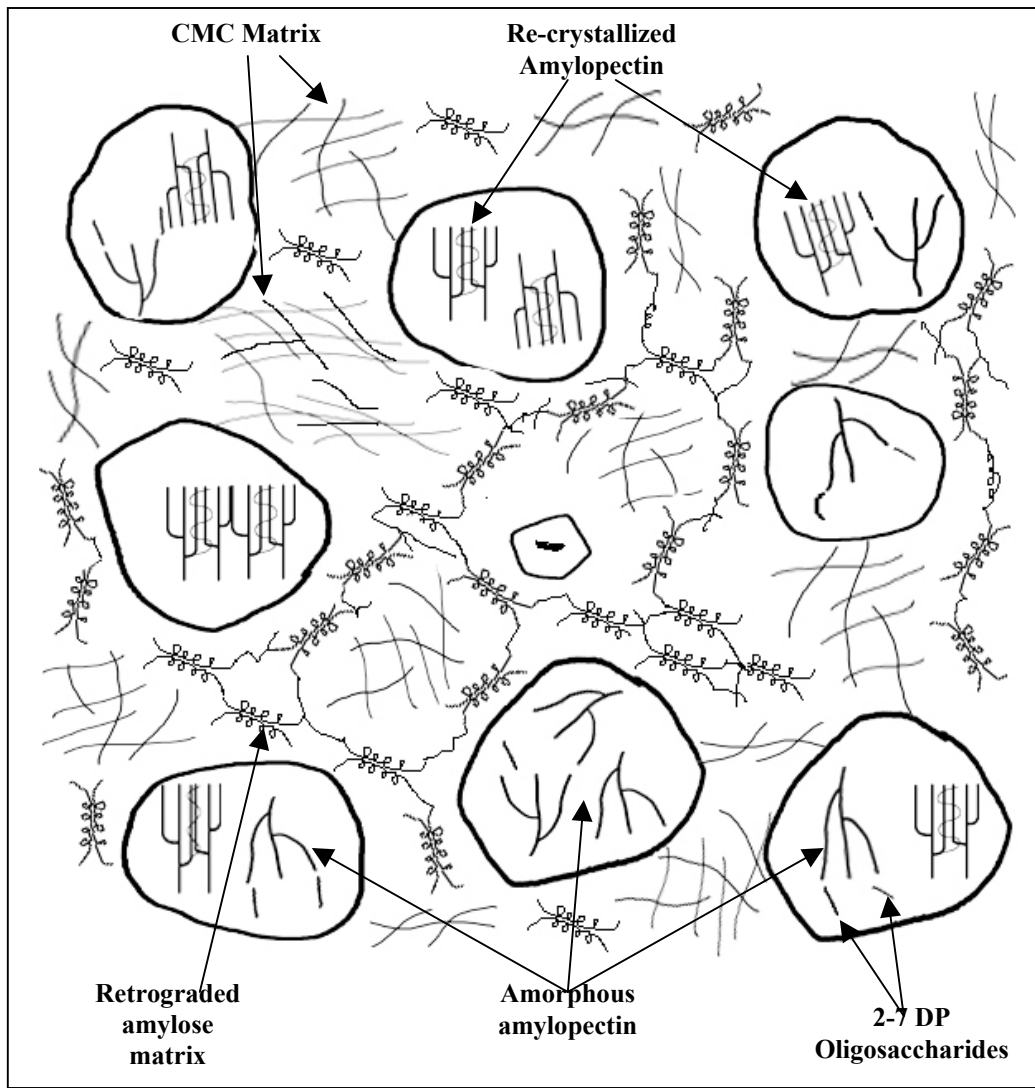 CMC Matrix
Re-crystallized
Amylopectin
Retrograded
amylose
matrix
Amorphous
amylopectin
2-7 DP
Oligosaccharides